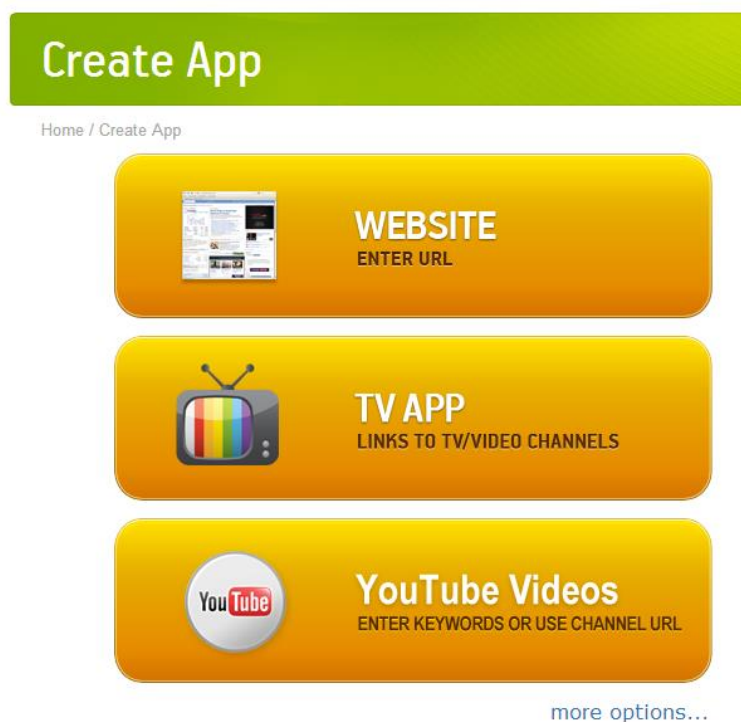 Create App
Home / Create App
WEBSITE
ENTER URL
TV APP
LINKS TO TV/VIDEO CHANNELS
You Tube
YouTube Videos
ENTER KEYWORDS OR USE CHANNEL URL
more options...